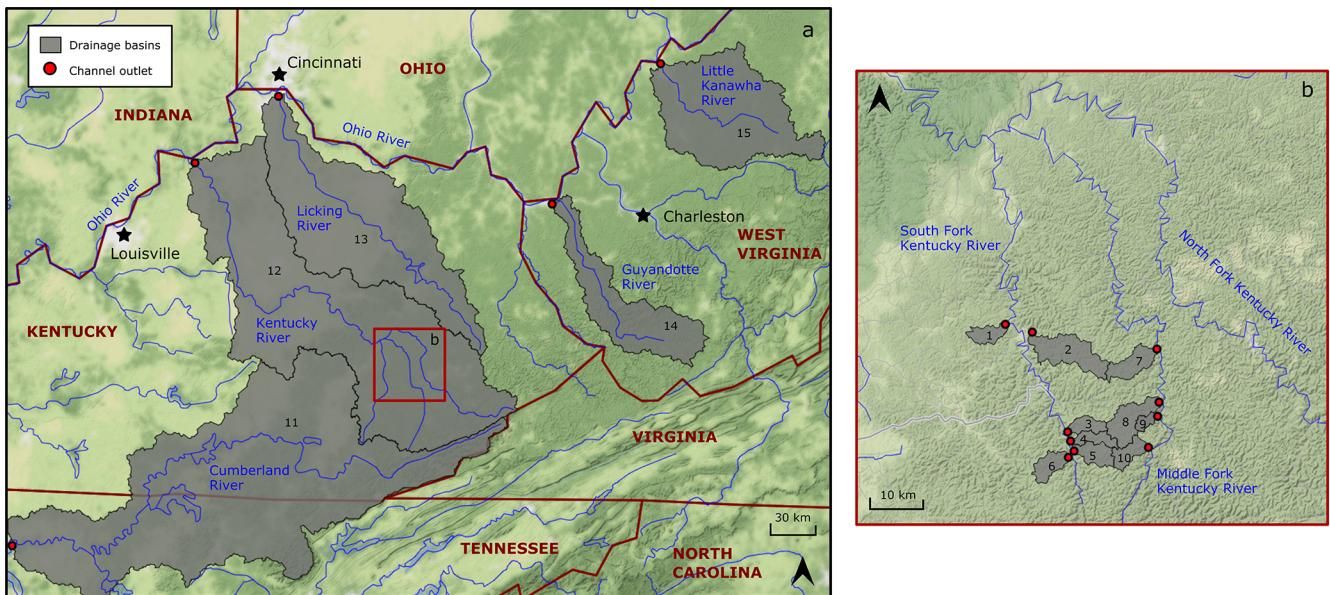 a
Drainage basins
Channel outlet
Cincinnati
OHIO
INDIANA
Ohio River
Little
Kanawha
River
15
Ohio River
Louisville
Licking
River
13
12
Charleston
WEST
VIRGINIA
Guyandotte
River
14
KENTUCKY
Kentucky
River
b
11
VIRGINIA
Cumberland
River
30 km
TENNESSEE
NORTH
CAROLINA
b
South Fork
Kentucky River
North Fork Kentucky River
1
2
7
3
8
9
4
5
10
6
Middle Fork
Kentucky River
10 km